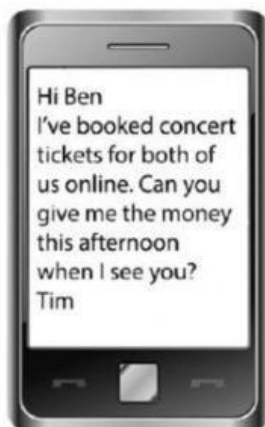 Hi Ben
I've booked concert
tickets for both of
us online. Can you
give me the money
this afternoon
when I see you?
Tim